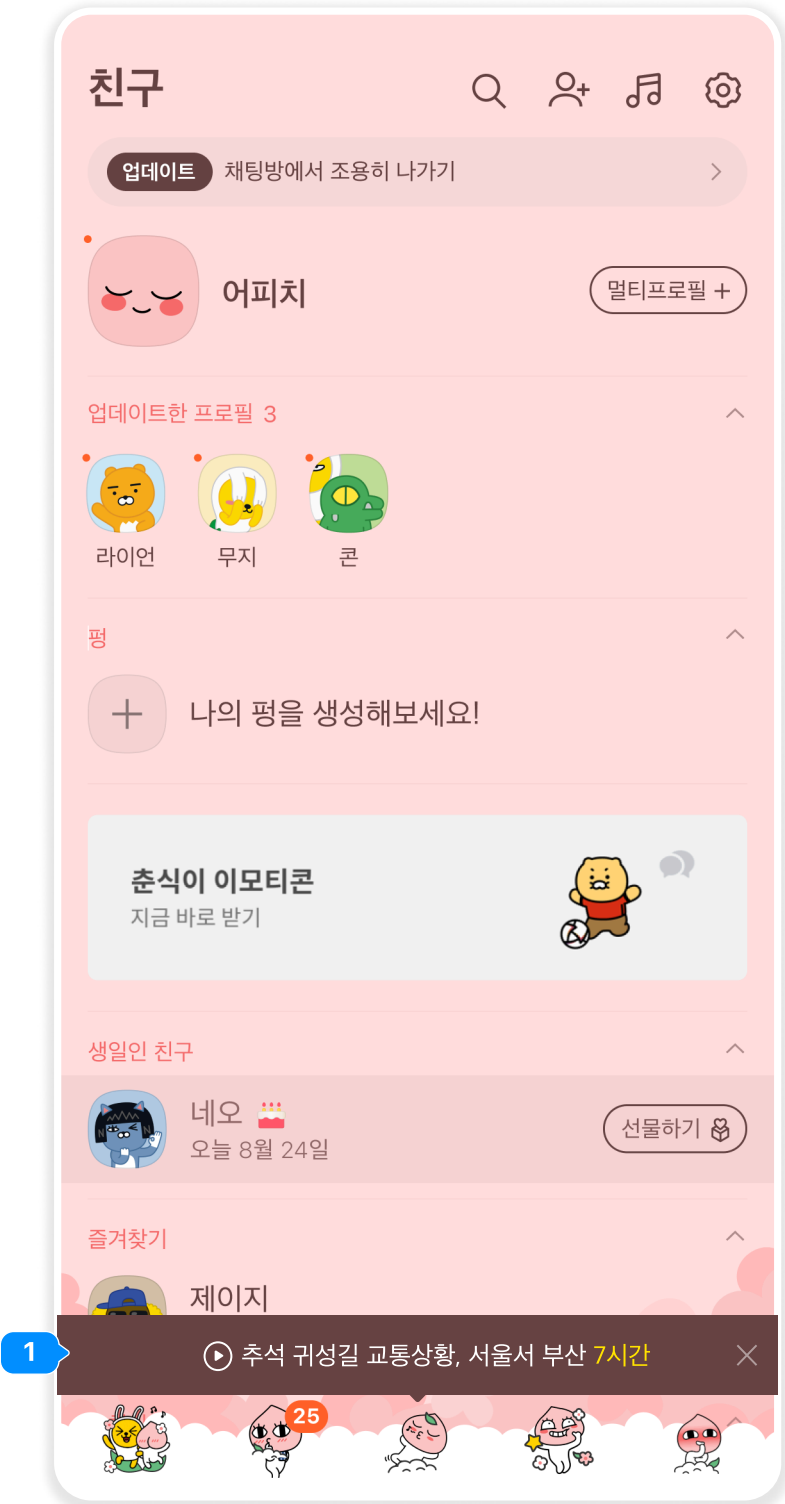 친구
업데이트 채팅방에서 조용히 나가기
어피치
멀티프로필 +
업데이트한 프로필 3
라이언 무지 콘
펑
나의 펑을 생성해보세요!
춘식이 이모티콘
지금 바로 받기
생일인 친구
네오
선물하기
오늘 8월 24일
즐겨찾기
제이지
1
추석 귀성길 교통상황, 서울서 부산 7시간
25